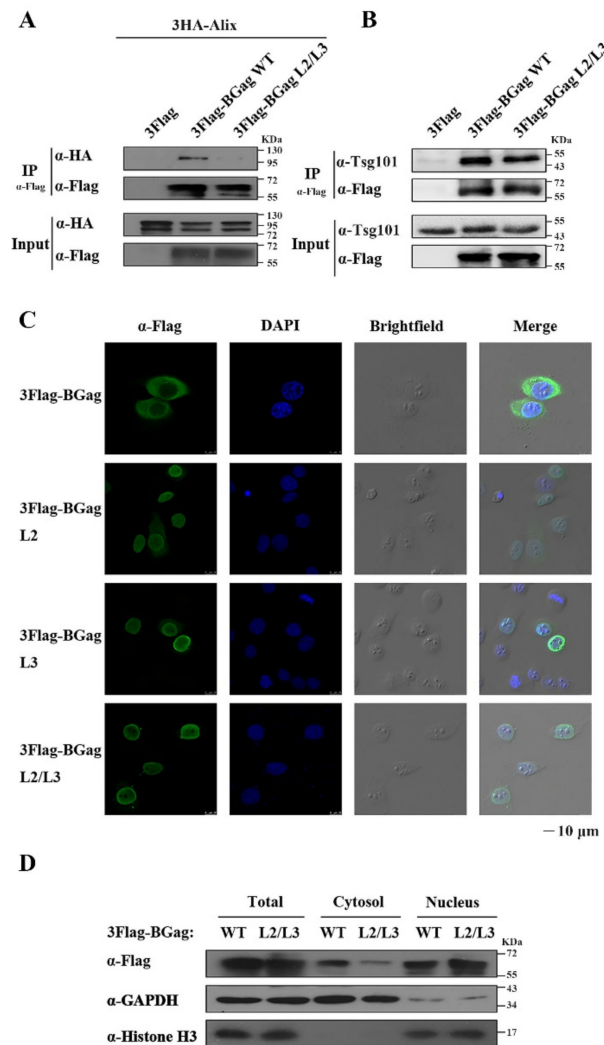 A
3HA-Alix
3Flag
3Flag-BGag WT
3Flag-BGag L2/L3
KDa
IP
α-Flag
α-HA
130
95
α-Flag
72
55
Input
α-HA
130
95
72
α-Flag
72
55
B
3Flag
3Flag-BGag WT
3Flag-BGag L2/L3
KDa
IP
α-Flag
α-Tsg101
55
43
α-Flag
72
55
Input
α-Tsg101
55
43
α-Flag
72
55
C
α-Flag DAPI Brightfield Merge
3Flag-BGag
3Flag-BGag
L2
3Flag-BGag
L3
3Flag-BGag
L2/L3
10 μm
D
Total Cytosol Nucleus
3Flag-BGag: WT L2/L3 WT L2/L3 WT L2/L3
KDa
α-Flag
72
55
α-GAPDH
43
34
α-Histone H3
17